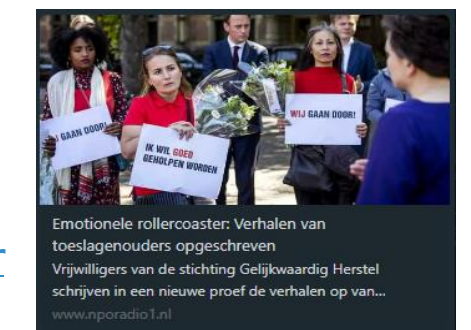 GAAN DOOR!
IK WIL GOED
GEHOLPEN WORDEN
WIJ GAAN DOOR!
Emotionele rollercoaster: Verhalen van
toeslagenouders opgeschreven
Vrijwilligers van de stichting Gelijkwaardig Herstel
schrijven in een nieuwe proef de verhalen op van...
www.nporadio1.nl